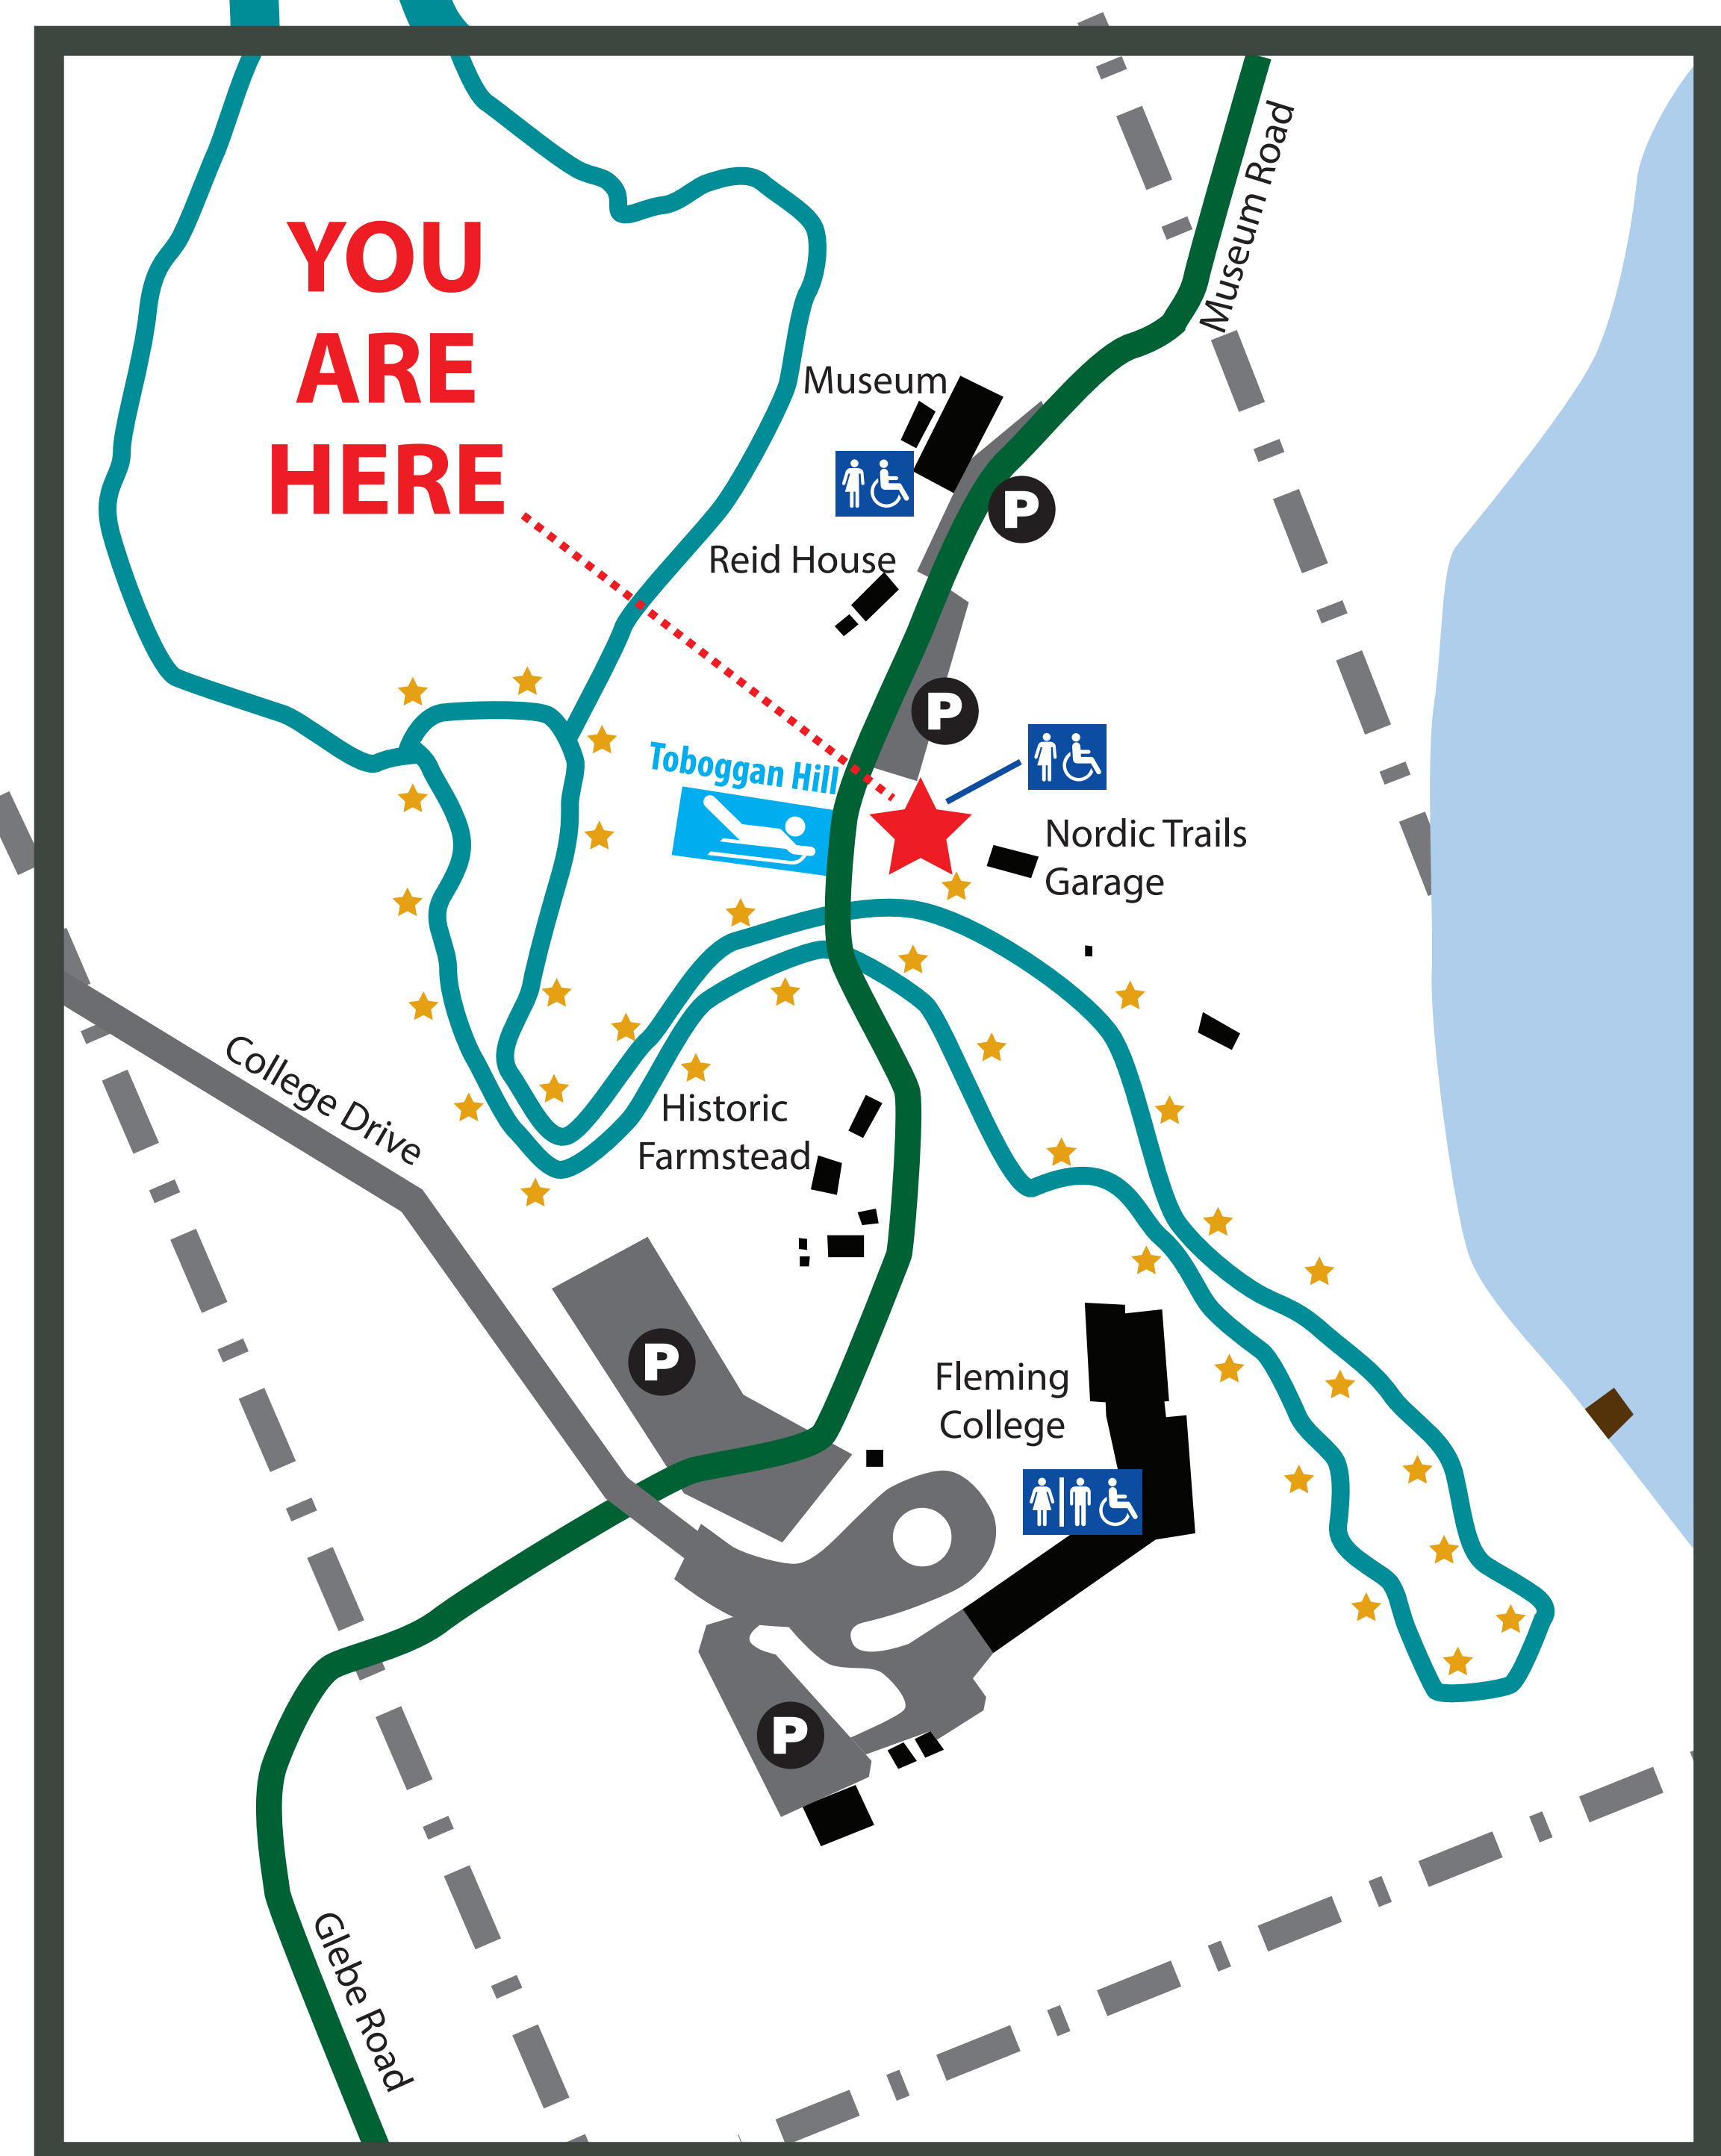 Museum Road
YOU
ARE
HERE
Museum
P
Reid House
P
Toboggan Hill
Nordic Trails
Garage
College Drive
Historic
Farmstead
P
Fleming
College
P
Glebe Road